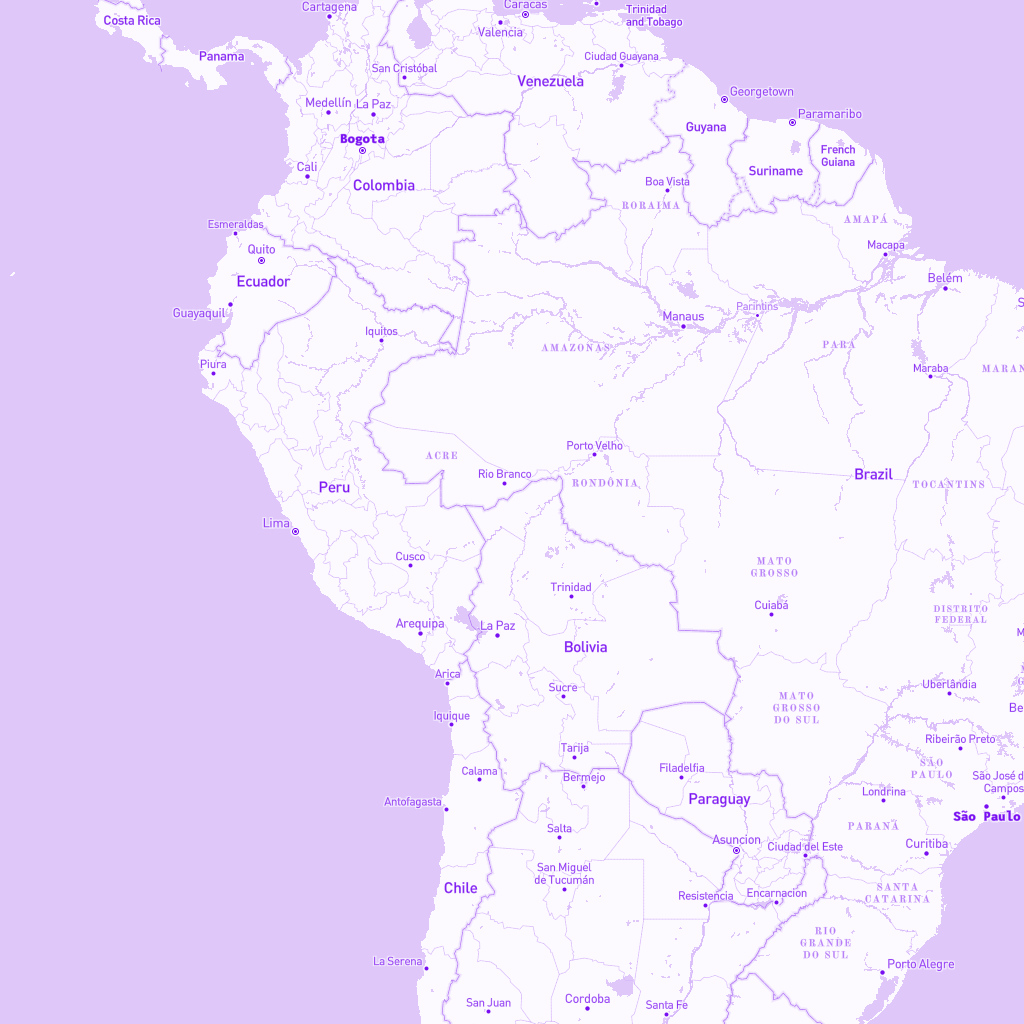 Cartagena
Caracas
Trinidad
and Tobago
Costa Rica
Valencia
Panama
Ciudad Guayana
San Cristóbal
Venezuela
Georgetown
Medellín
La Paz
Paramaribo
Guyana
Bogota
French
Guiana
Cali
Suriname
Colombia
Boa Vista
RORAIMA
AMAPÁ
Esmeraldas
Macapa
Quito
Ecuador
Belém
Parintins
Guayaquil
Manaus
S
Iquitos
AMAZONAS
PARÁ
Piura
Maraba
MARAN
Porto Velho
ACRE
Rio Branco
Brazil
RONDÔNIA
TOCANTINS
Peru
Lima
Cusco
MATO
GROSSO
Trinidad
Cuiabá
DISTRITO
FEDERAL
Arequipa
La Paz
M
Bolivia
Arica
G
Sucre
Uberlândia
MATO
GROSSO
DO SUL
Be
Iquique
Ribeirão Preto
Tarija
SÃO
PAULO
Calama
Bermejo
Filadelfia
São José d
Campos
Londrina
Antofagasta
Paraguay
São Paulo
Salta
PARANÁ
Asuncion
Ciudad del Este
Curitiba
San Miguel
de Tucumán
Chile
Encarnacion
SANTA
CATARINA
Resistencia
RIO
GRANDE
DO SUL
La Serena
Porto Alegre
San Juan
Cordoba
Santa Fe